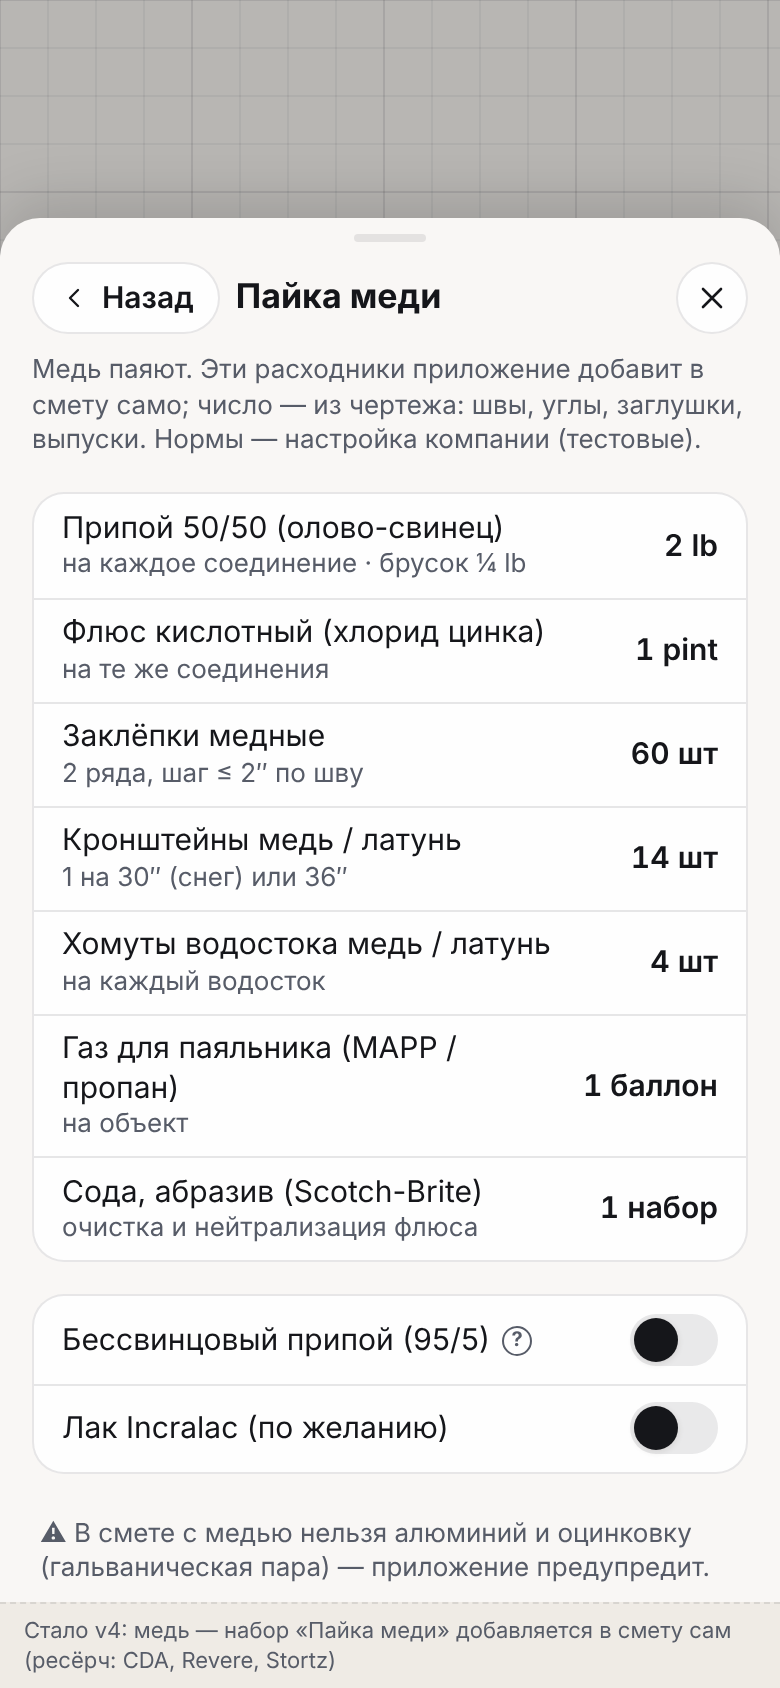 Назад
Пайка меди
Медь паяют. Эти расходники приложение добавит в
смету само; число — из чертежа: швы, углы, заглушки,
выпуски. Нормы — настройка компании (тестовые).
Припой 50/50 (олово-свинец)
на каждое соединение · брусок ¼ lb
2 lb
Флюс кислотный (хлорид цинка)
на те же соединения
1 pint
Заклёпки медные
2 ряда, шаг ≤ 2″ по шву
60 шт
Кронштейны медь / латунь
1 на 30″ (снег) или 36″
14 шт
Хомуты водостока медь / латунь
на каждый водосток
4 шт
Газ для паяльника (MAPP /
пропан)
на объект
1 баллон
Сода, абразив (Scotch-Brite)
очистка и нейтрализация флюса
1 набор
Бессвинцовый припой (95/5) ?
Лак Incralac (по желанию)
⚠ В смете с медью нельзя алюминий и оцинковку
(гальваническая пара) — приложение предупредит.
Стало v4: медь — набор «Пайка меди» добавляется в смету сам
(ресёрч: CDA, Revere, Stortz)